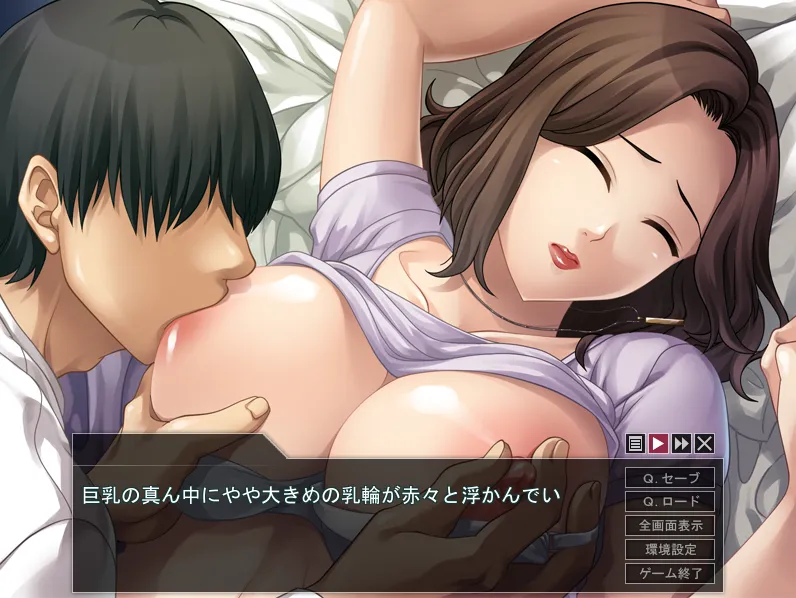 巨乳の真ん中にやや大きめの乳輪が赤々と浮かんでい
Q.セーブ
Q.ロード
全画面表示
環境設定
ゲーム終了